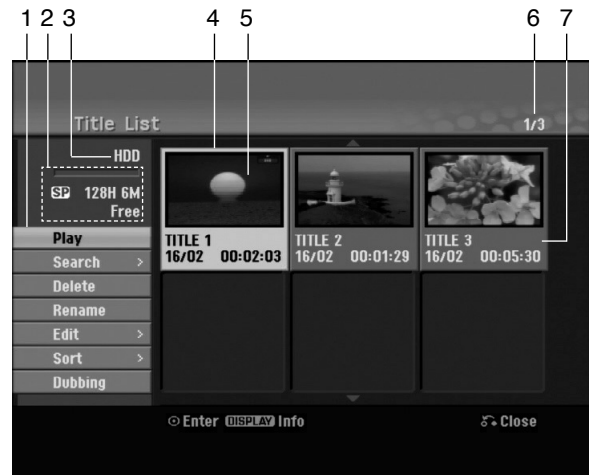 1 2 3 4 5 6 7
Title List
1/3
HDD
SP 128H 6M
Free
Play
Search >
Delete
Rename
Edit >
Sort >
Dubbing
TITLE 1
16/02 00:02:03
TITLE 2
16/02 00:01:29
TITLE 3
16/02 00:05:30
Enter DISPLAY Info
Close